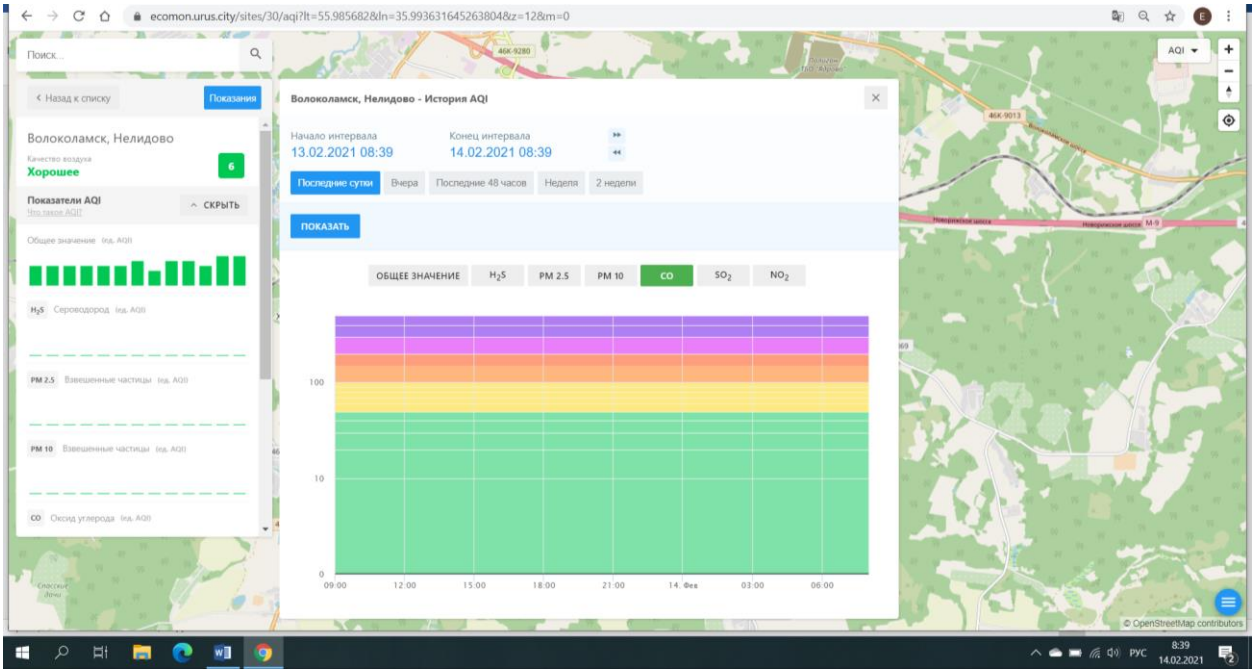 ecomon.urus.city/sites/30/aqi?lt=55.985682&ln=35.993631645263804&z=12&m=0
E
Поиск...
AQI
Назад к списку
Показания
Волоколамск, Нелидово
Качество воздуха
Хорошее
6
Показатели AQI
Что такое AQI?
СКРЫТЬ
Общее значение (ед. AQI)
H₂S Сероводород (ед. AQI)
PM 2.5 Взвешенные частицы (ед. AQI)
PM 10 Взвешенные частицы (ед. AQI)
CO Оксид углерода (ед. AQI)
Волоколамск, Нелидово - История AQI
Начало интервала
13.02.2021 08:39
Конец интервала
14.02.2021 08:39
Последние сутки Вчера Последние 48 часов Неделя 2 недели
ПОКАЗАТЬ
ОБЩЕЕ ЗНАЧЕНИЕ H₂S PM 2.5 PM 10 CO SO₂ NO₂
100
10
0
09:00 12:00 15:00 18:00 21:00 14. Фев 03:00 06:00
46К-9280
46К-9013
Волоколамское шоссе
Новорижское шоссе
Новорижское шоссе
М-9
Спасские
© OpenStreetMap contributors
РУС
8:39
14.02.2021
2